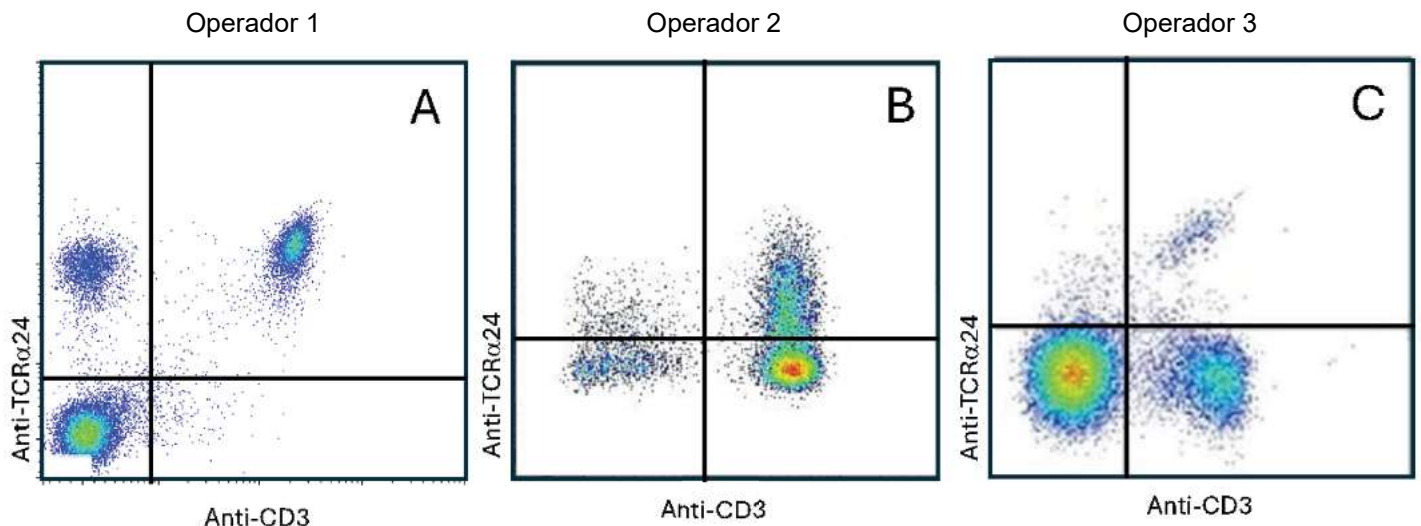 Operador 1
A
Anti-TCRα24
Anti-CD3
Operador 2
B
Anti-TCRα24
Anti-CD3
Operador 3
C
Anti-TCRα24
Anti-CD3